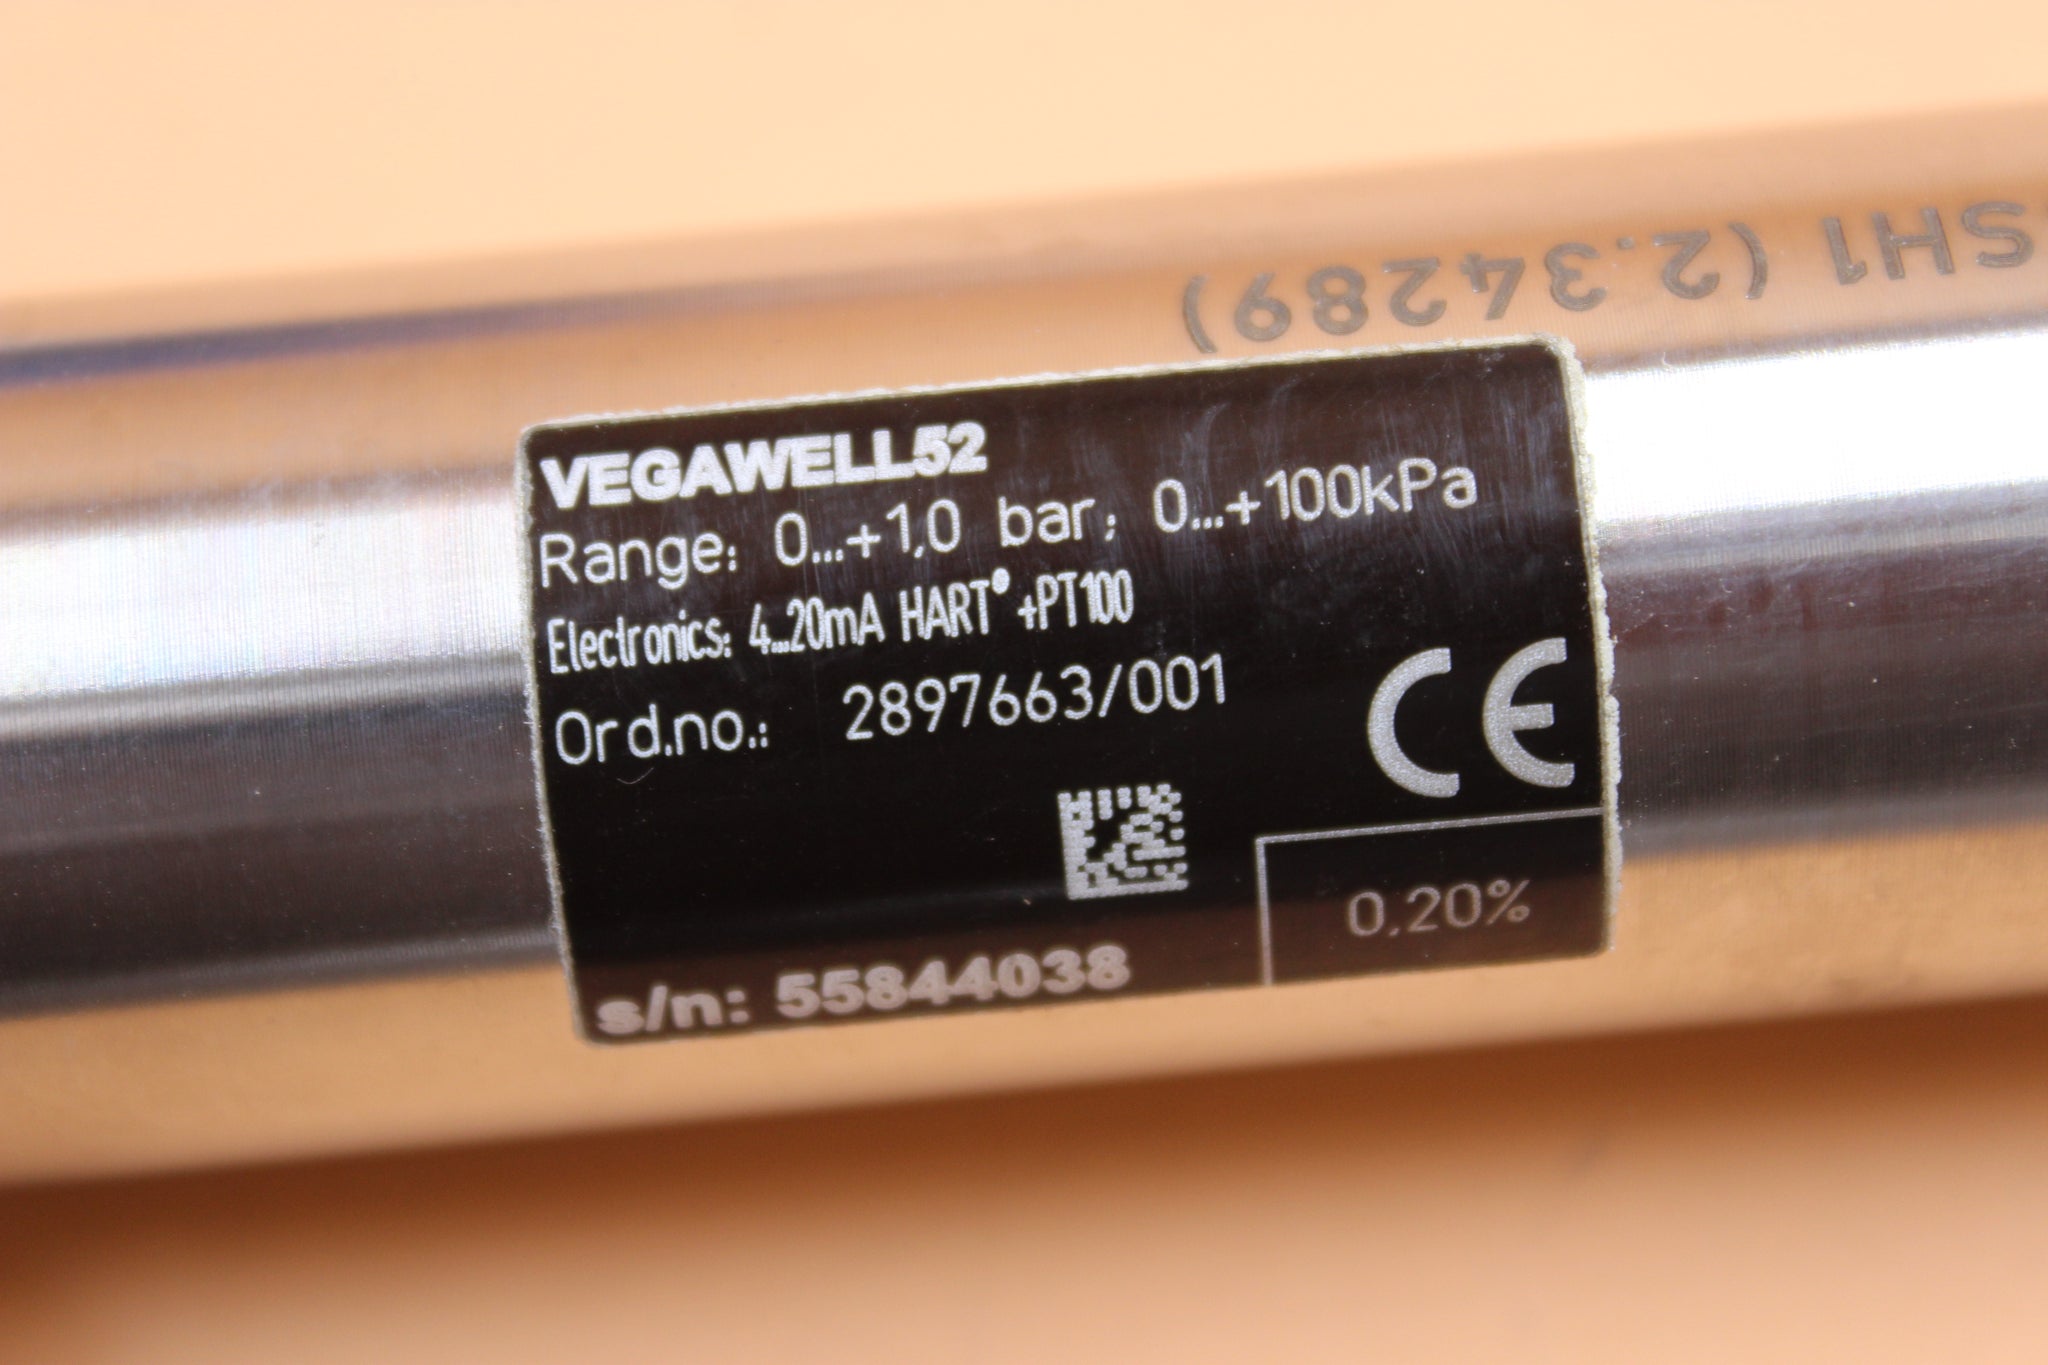 SH1 (2.34289)
VEGAWELL52
Range: 0...+1,0 bar; 0...+100kPa
Electronics: 4...20mA HART® +PT100
Ord.no.: 2897663/001
CE
0,20%
s/n: 55844038